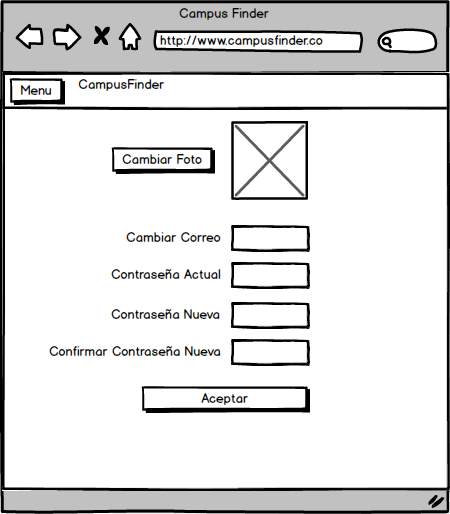 Campus Finder
http://www.campusfinder.co
Menu
CampusFinder
Cambiar Foto
Cambiar Correo
Contraseña Actual
Contraseña Nueva
Confirmar Contraseña Nueva
Aceptar